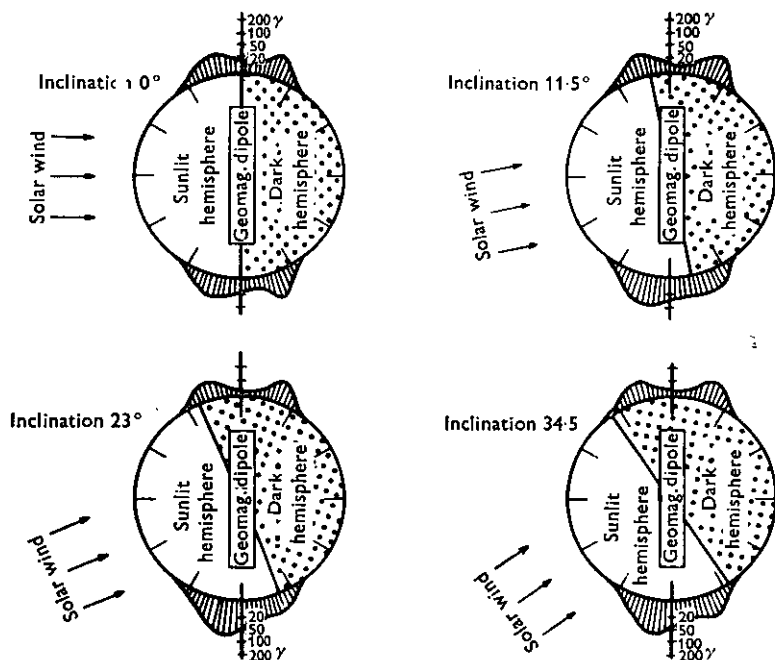 200 γ
100
50
20
Inclination 0°
Solar wind
Sunlit
hemisphere
Geomag. dipole
Dark
hemisphere
200 γ
100
50
20
Inclination 11·5°
Solar wind
Sunlit
hemisphere
Geomag. dipole
Dark
hemisphere
Inclination 23°
Solar wind
Sunlit
hemisphere
Geomag. dipole
Dark
hemisphere
20
50
100
200 γ
Inclination 34·5
Solar wind
Sunlit
hemisphere
Geomag. dipole
Dark
hemisphere
20
50
100
200 γ